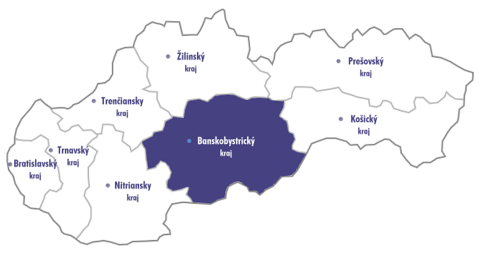 Žilinský
kraj
Prešovský
kraj
Trenčiansky
kraj
Košický
kraj
Banskobystrický
kraj
Trnavský
kraj
Bratislavský
kraj
Nitriansky
kraj